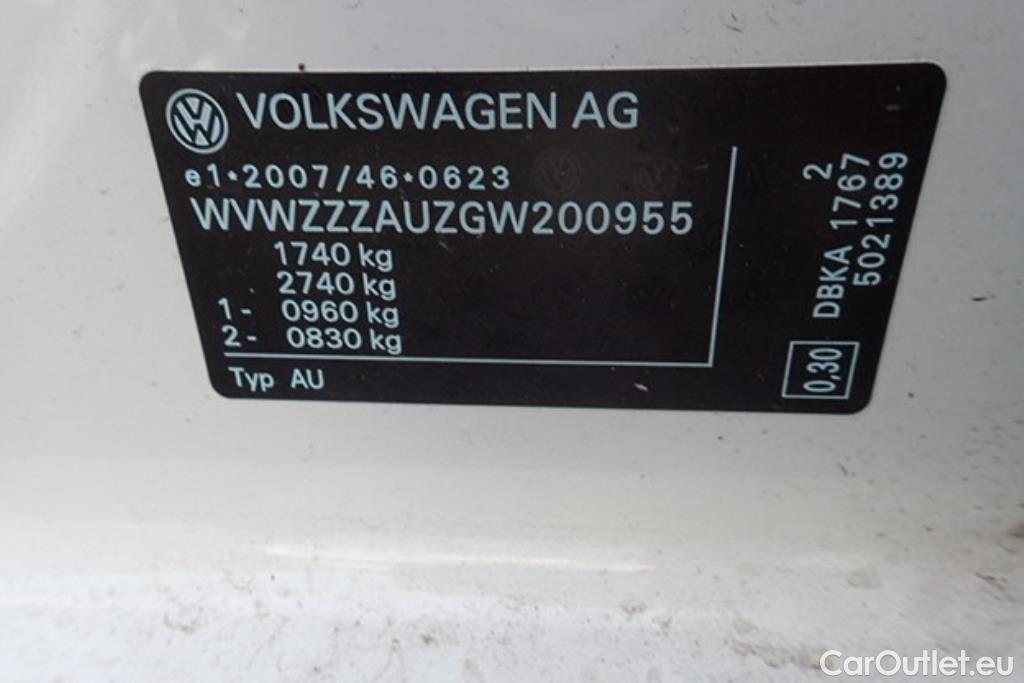 VOLKSWAGEN AG
e1*2007/46*0623
WVWZZZAUZGW200955
1740 kg
2740 kg
1- 0960 kg
2- 0830 kg
Typ AU
2
DBKA 1767
5021389
0,30
CarOutlet.eu